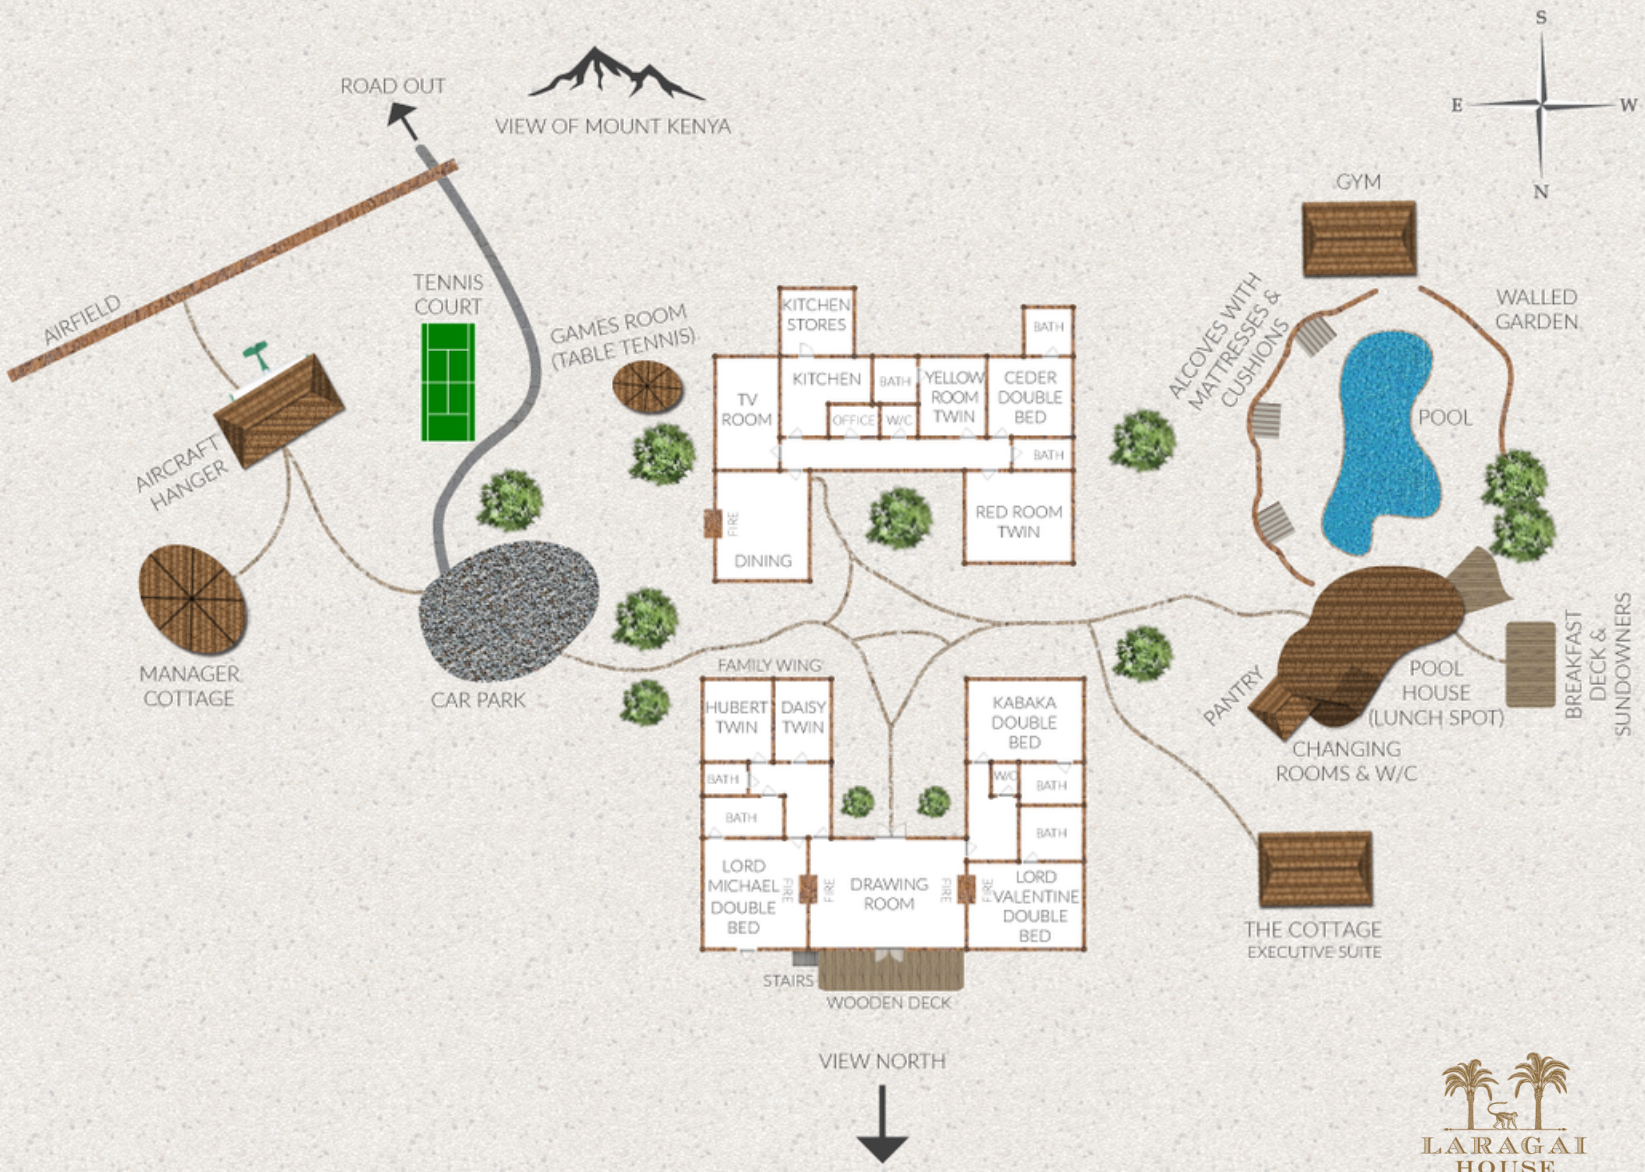 S
E
W
N
ROAD OUT
VIEW OF MOUNT KENYA
AIRFIELD
TENNIS
COURT
GAMES ROOM
(TABLE TENNIS)
AIRCRAFT
HANGER
MANAGER
COTTAGE
CAR PARK
KITCHEN
STORES
BATH
TV
ROOM
KITCHEN
BATH
YELLOW
ROOM
TWIN
CEDER
DOUBLE
BED
OFFICE
W/C
BATH
FIRE
DINING
RED ROOM
TWIN
GYM
ALCOVES WITH
MATTRESSES &
CUSHIONS
WALLED
GARDEN
POOL
PANTRY
POOL
HOUSE
(LUNCH SPOT)
BREAKFAST
DECK &
SUNDOWNERS
CHANGING
ROOMS & W/C
FAMILY WING
HUBERT
TWIN
DAISY
TWIN
BATH
BATH
LORD
MICHAEL
DOUBLE
BED
FIRE
FIRE
DRAWING
ROOM
FIRE
FIRE
KABAKA
DOUBLE
BED
W/C
BATH
BATH
LORD
VALENTINE
DOUBLE
BED
STAIRS
WOODEN DECK
THE COTTAGE
EXECUTIVE SUITE
VIEW NORTH
LARAGAI
HOUSE